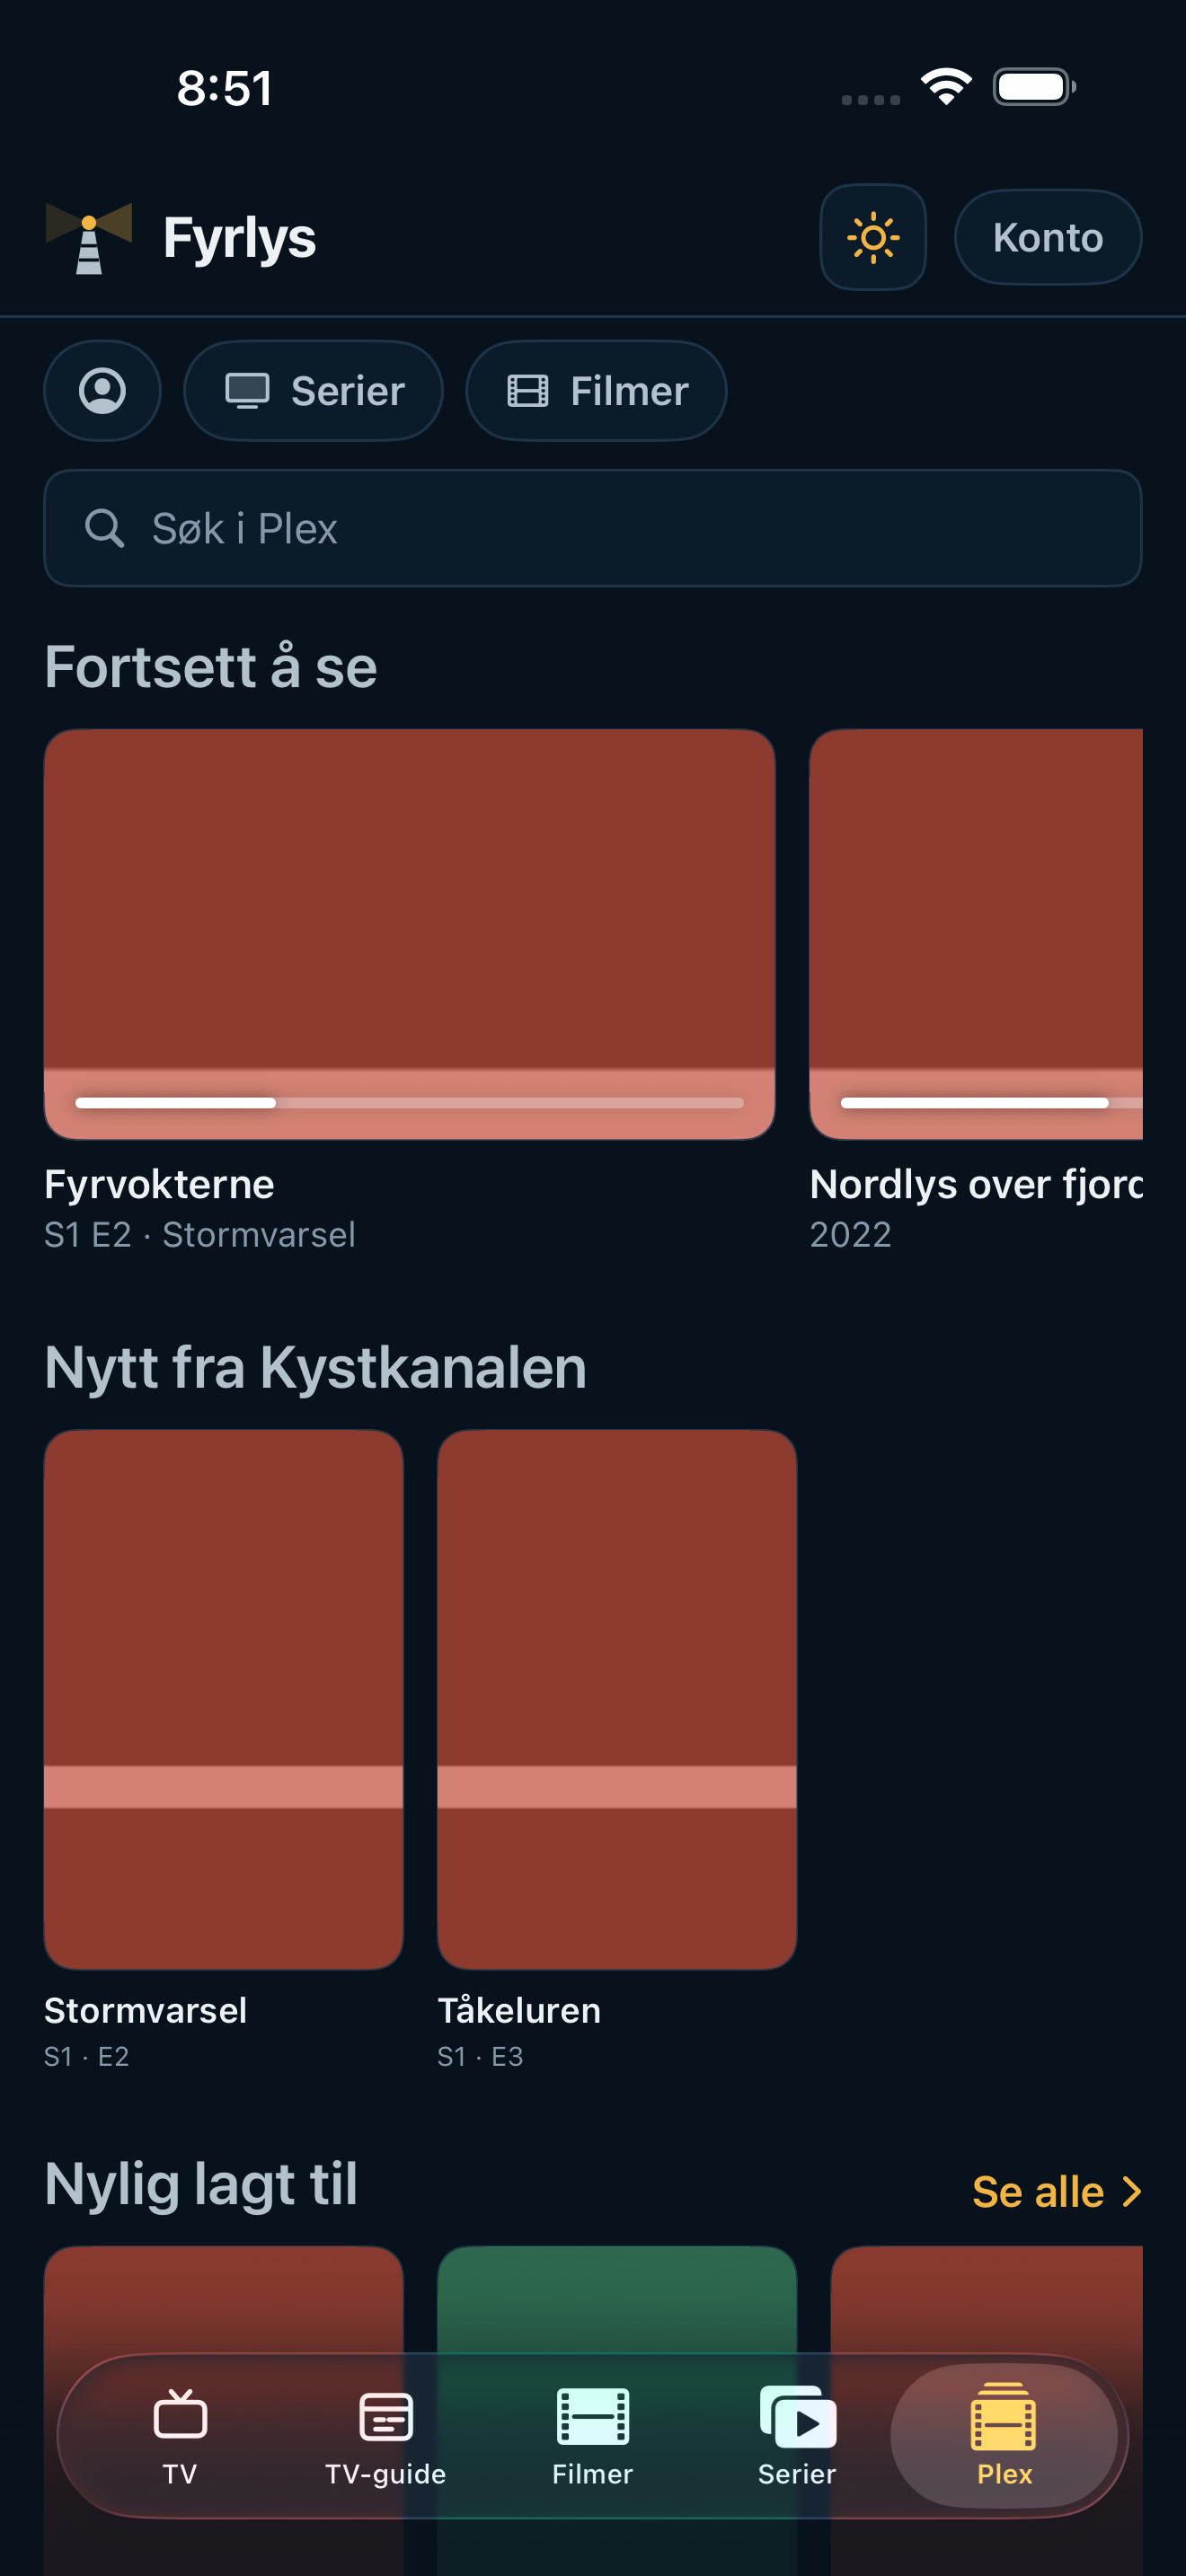 8:51
Fyrlys
Konto
Serier
Filmer
Søk i Plex
Fortsett å se
Fyrvokterne
S1 E2 · Stormvarsel
Nordlys over fjord
2022
Nytt fra Kystkanalen
Stormvarsel
S1 · E2
Tåkeluren
S1 · E3
Nylig lagt til
Se alle
TV
TV-guide
Filmer
Serier
Plex